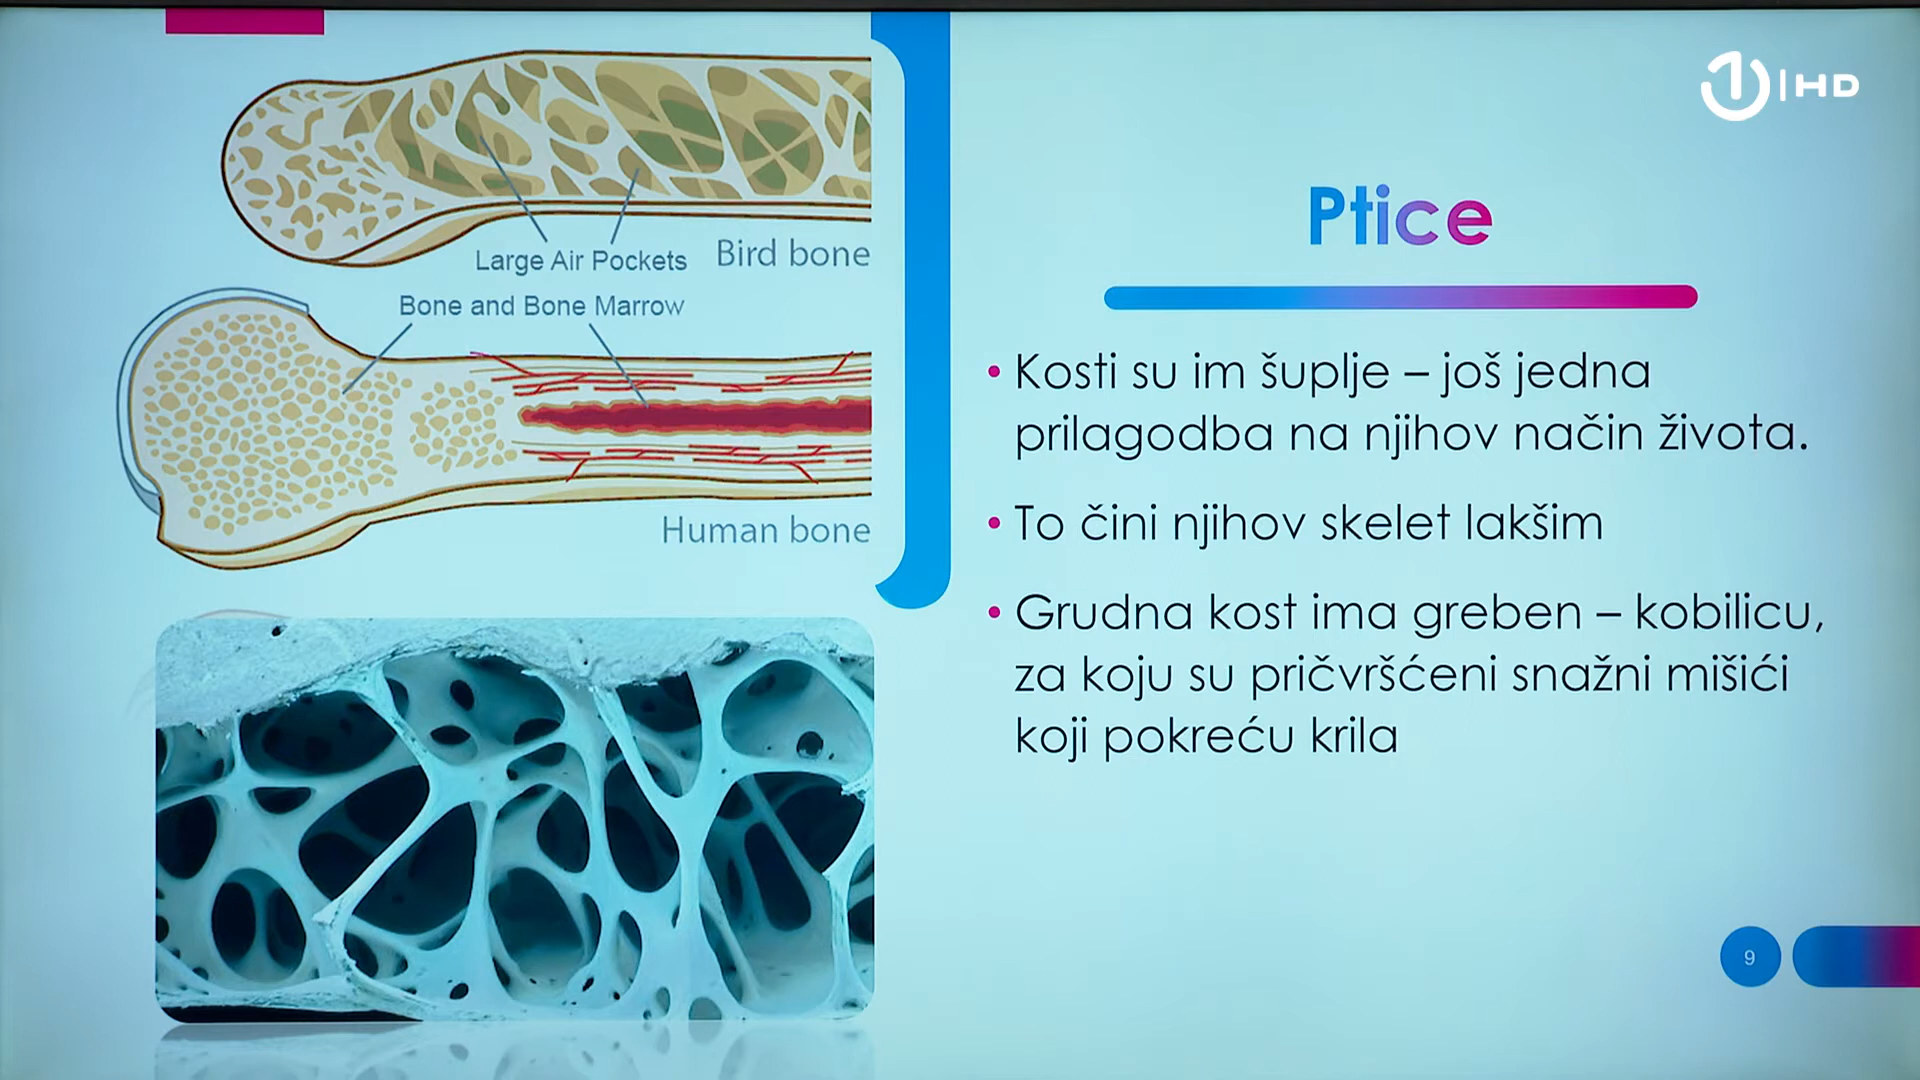 1 HD
Large Air Pockets
Bird bone
Bone and Bone Marrow
Human bone
Ptice
• Kosti su im šuplje – još jedna
prilagodba na njihov način života.
• To čini njihov skelet lakšim
• Grudna kost ima greben – kobilicu,
za koju su pričvršćeni snažni mišići
koji pokreću krila
9